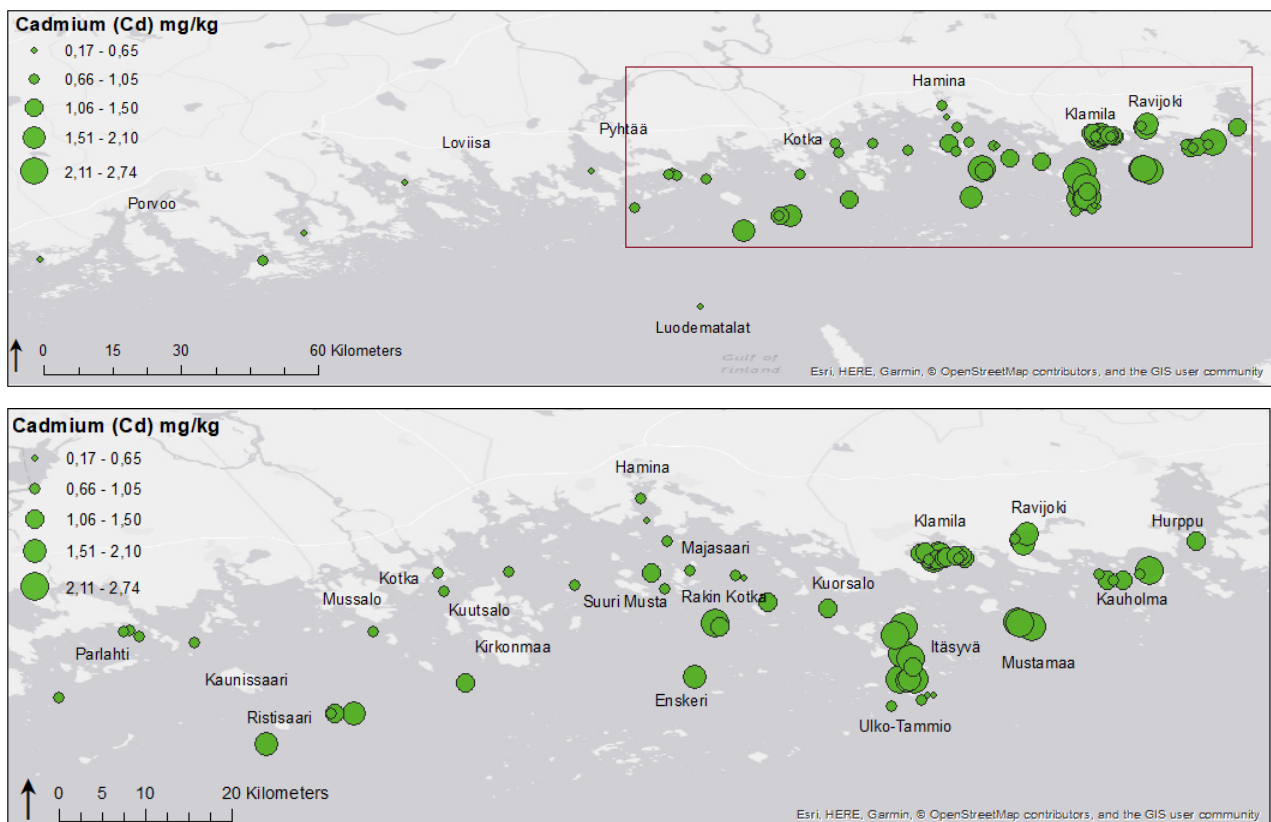 Cadmium (Cd) mg/kg
0,17 - 0,65
0,66 - 1,05
1,06 - 1,50
1,51 - 2,10
2,11 - 2,74
Hamina
Klamila
Ravijoki
Pyhtää
Kotka
Loviisa
Porvoo
Luodematalat
Gulf of
Finland
0 15 30 60 Kilometers
Esri, HERE, Garmin, © OpenStreetMap contributors, and the GIS user community
Cadmium (Cd) mg/kg
0,17 - 0,65
0,66 - 1,05
1,06 - 1,50
1,51 - 2,10
2,11 - 2,74
Hamina
Klamila
Ravijoki
Hurppu
Majasaari
Kotka
Kuorsalo
Mussalo
Kuutsalo
Suuri Musta
Rakin Kotka
Kauholma
Parlahti
Kirkonmaa
Itäsyvä
Mustamaa
Kaunissaari
Enskeri
Ristisaari
Ulko-Tammio
0 5 10 20 Kilometers
Esri, HERE, Garmin, © OpenStreetMap contributors, and the GIS user community